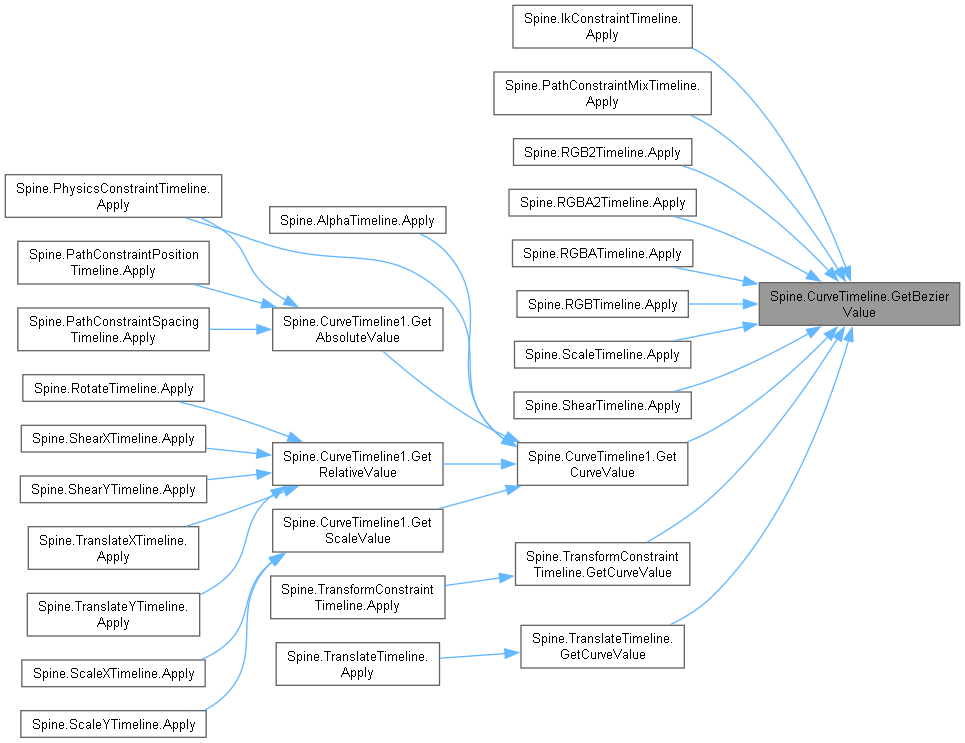 Spine.IkConstraintTimeline.
Apply
Spine.PathConstraintMixTimeline.
Apply
Spine.RGB2Timeline.Apply
Spine.RGBA2Timeline.Apply
Spine.RGBATimeline.Apply
Spine.RGBTimeline.Apply
Spine.ScaleTimeline.Apply
Spine.ShearTimeline.Apply
Spine.CurveTimeline.GetBezier
Value
Spine.PhysicsConstraintTimeline.
Apply
Spine.AlphaTimeline.Apply
Spine.PathConstraintPosition
Timeline.Apply
Spine.PathConstraintSpacing
Timeline.Apply
Spine.CurveTimeline1.Get
AbsoluteValue
Spine.RotateTimeline.Apply
Spine.ShearXTimeline.Apply
Spine.ShearYTimeline.Apply
Spine.TranslateXTimeline.
Apply
Spine.TranslateYTimeline.
Apply
Spine.CurveTimeline1.Get
RelativeValue
Spine.CurveTimeline1.Get
CurveValue
Spine.CurveTimeline1.Get
ScaleValue
Spine.ScaleXTimeline.Apply
Spine.ScaleYTimeline.Apply
Spine.TransformConstraint
Timeline.GetCurveValue
Spine.TransformConstraint
Timeline.Apply
Spine.TranslateTimeline.
GetCurveValue
Spine.TranslateTimeline.
Apply